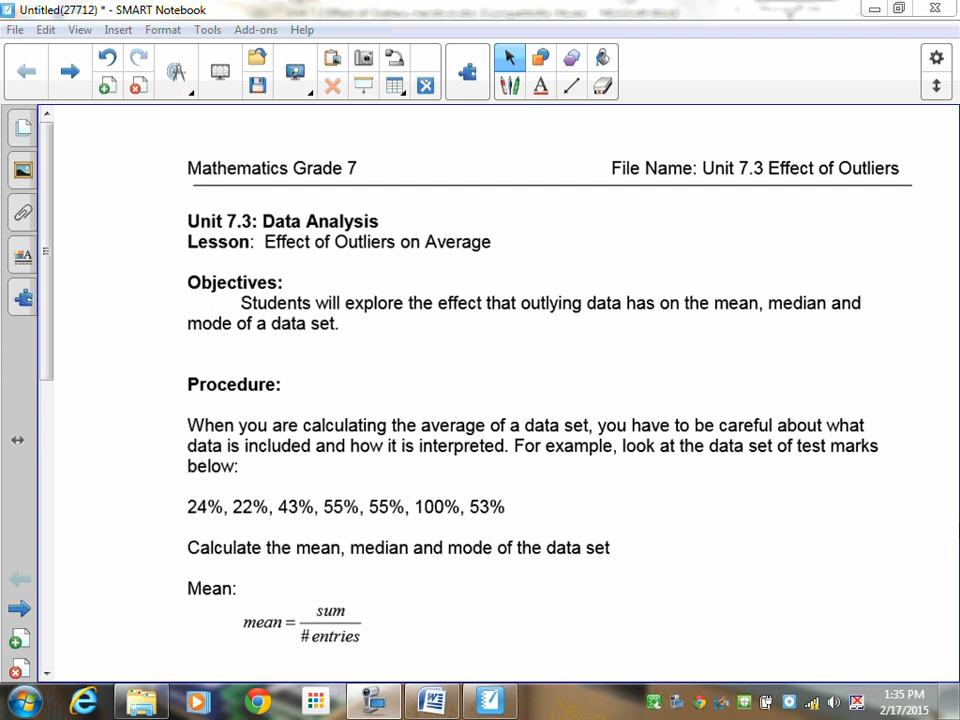 Untitled(27712) * - SMART Notebook
File Edit View Insert Format Tools Add-ons Help
Mathematics Grade 7 File Name: Unit 7.3 Effect of Outliers
Unit 7.3: Data Analysis
Lesson: Effect of Outliers on Average
Objectives:
Students will explore the effect that outlying data has on the mean, median and
mode of a data set.
Procedure:
When you are calculating the average of a data set, you have to be careful about what
data is included and how it is interpreted. For example, look at the data set of test marks
below:
24%, 22%, 43%, 55%, 55%, 100%, 53%
Calculate the mean, median and mode of the data set
Mean:
mean = sum / # entries
1:35 PM
2/17/2015